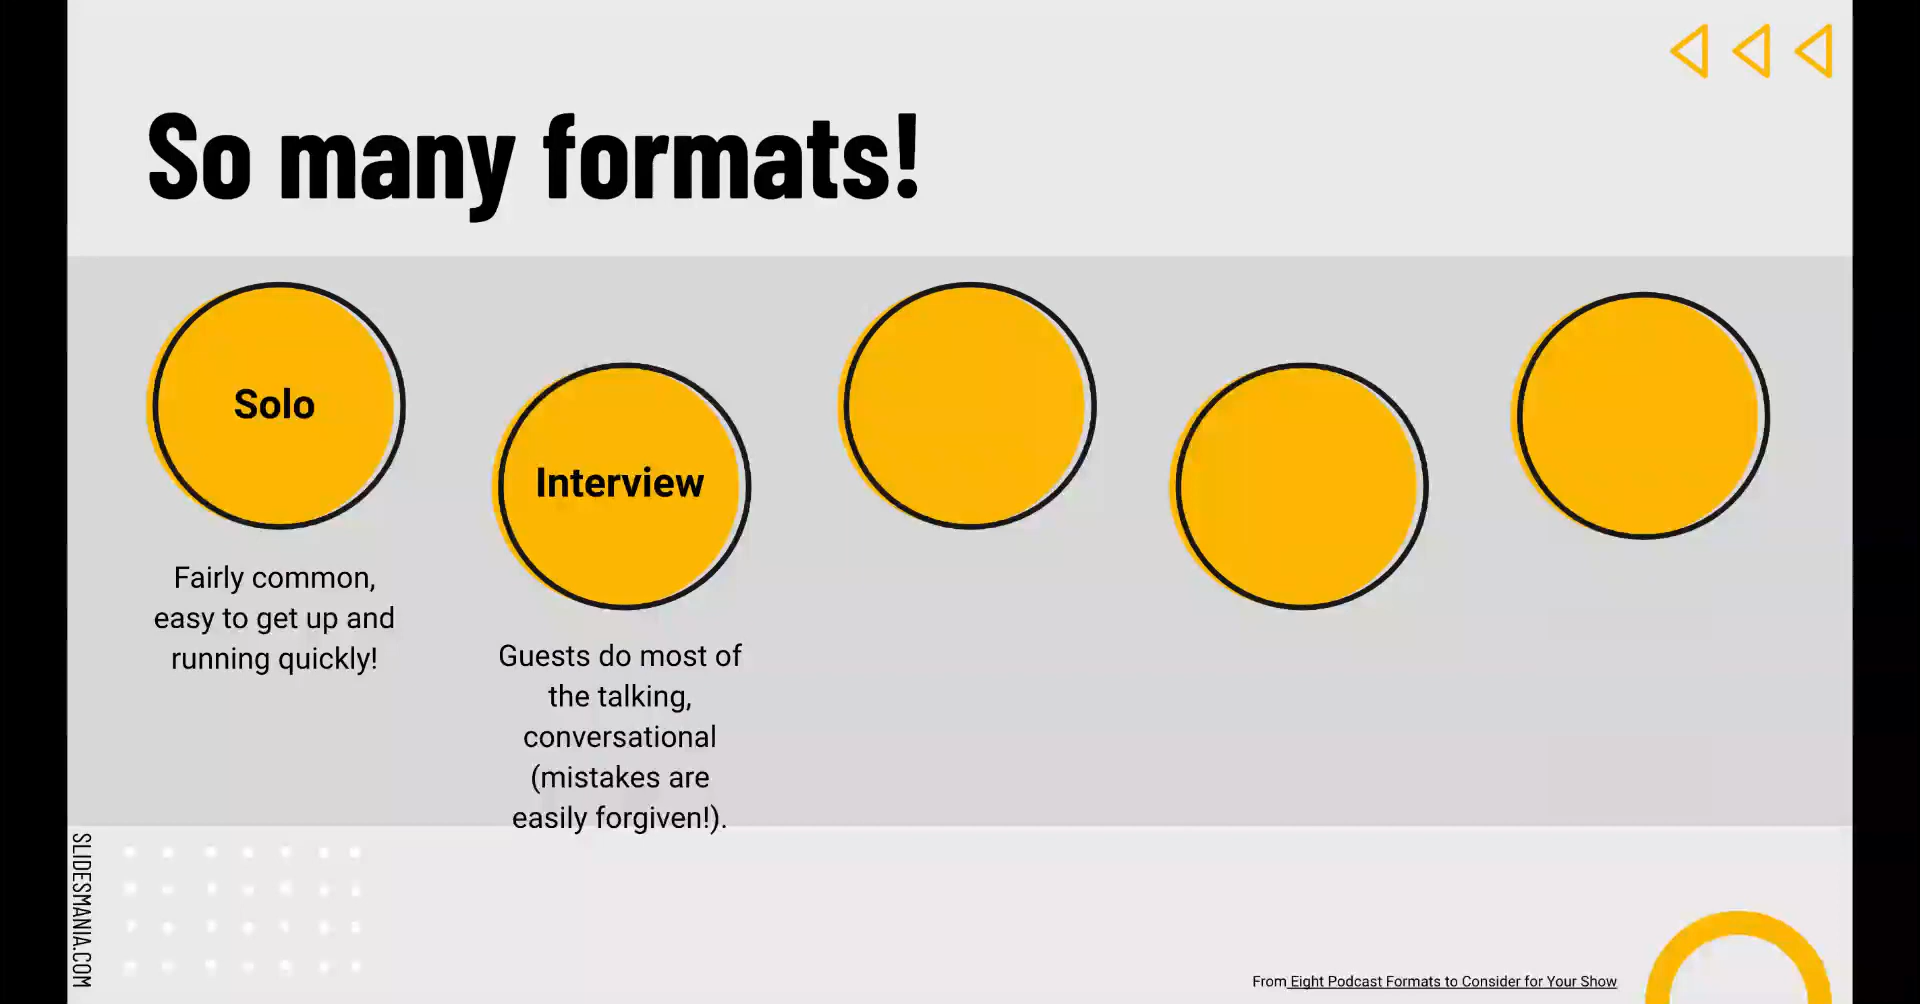 So many formats!
Solo
Fairly common,
easy to get up and
running quickly!
Interview
Guests do most of
the talking,
conversational
(mistakes are
easily forgiven!).
SLIDESMANIA.COM
From Eight Podcast Formats to Consider for Your Show